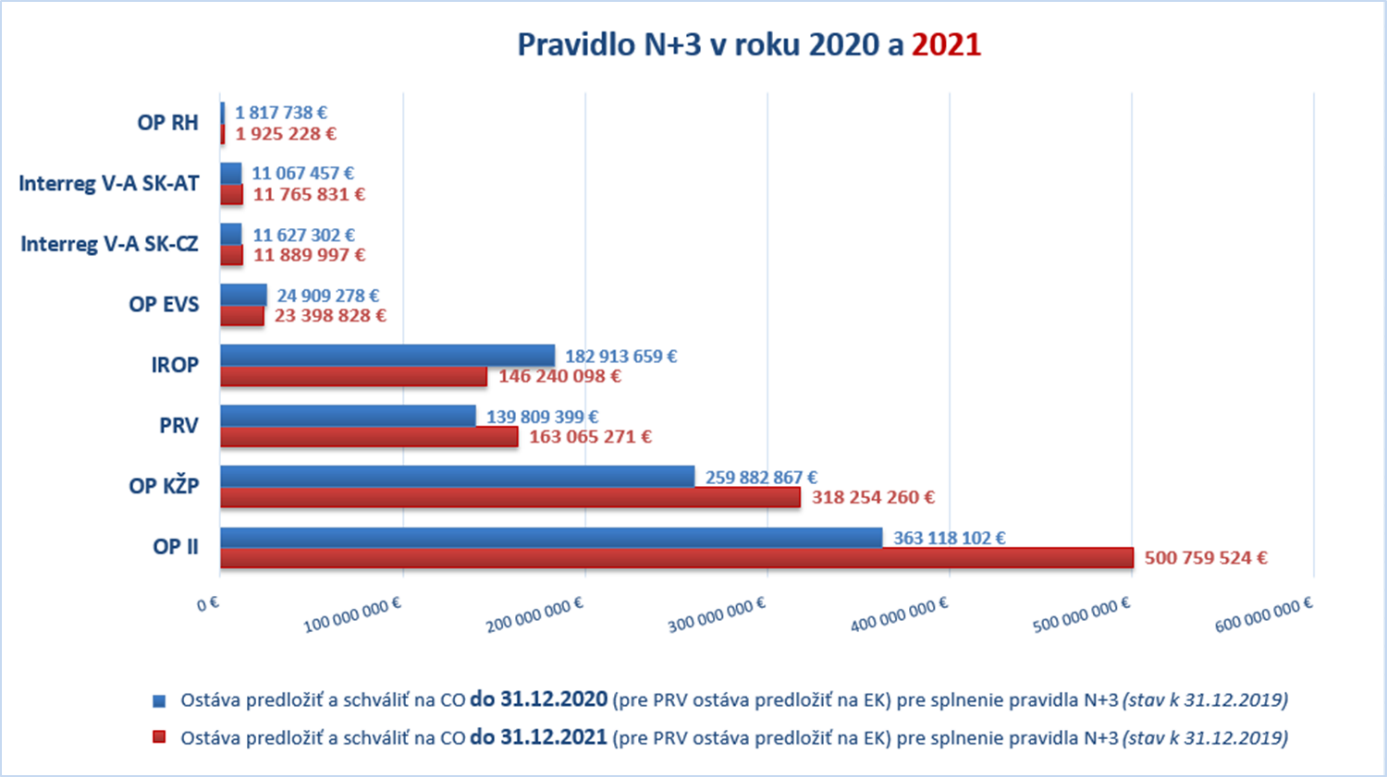 Pravidlo N+3 v roku 2020 a 2021
OP RH
1 817 738 €
1 925 228 €
Interreg V-A SK-AT
11 067 457 €
11 765 831 €
Interreg V-A SK-CZ
11 627 302 €
11 889 997 €
OP EVS
24 909 278 €
23 398 828 €
IROP
182 913 659 €
146 240 098 €
PRV
139 809 399 €
163 065 271 €
OP KŽP
259 882 867 €
318 254 260 €
OP II
363 118 102 €
500 759 524 €
0 €
100 000 000 €
200 000 000 €
300 000 000 €
400 000 000 €
500 000 000 €
600 000 000 €
Ostáva predložiť a schváliť na CO do 31.12.2020 (pre PRV ostáva predložiť na EK) pre splnenie pravidla N+3 (stav k 31.12.2019)
Ostáva predložiť a schváliť na CO do 31.12.2021 (pre PRV ostáva predložiť na EK) pre splnenie pravidla N+3 (stav k 31.12.2019)